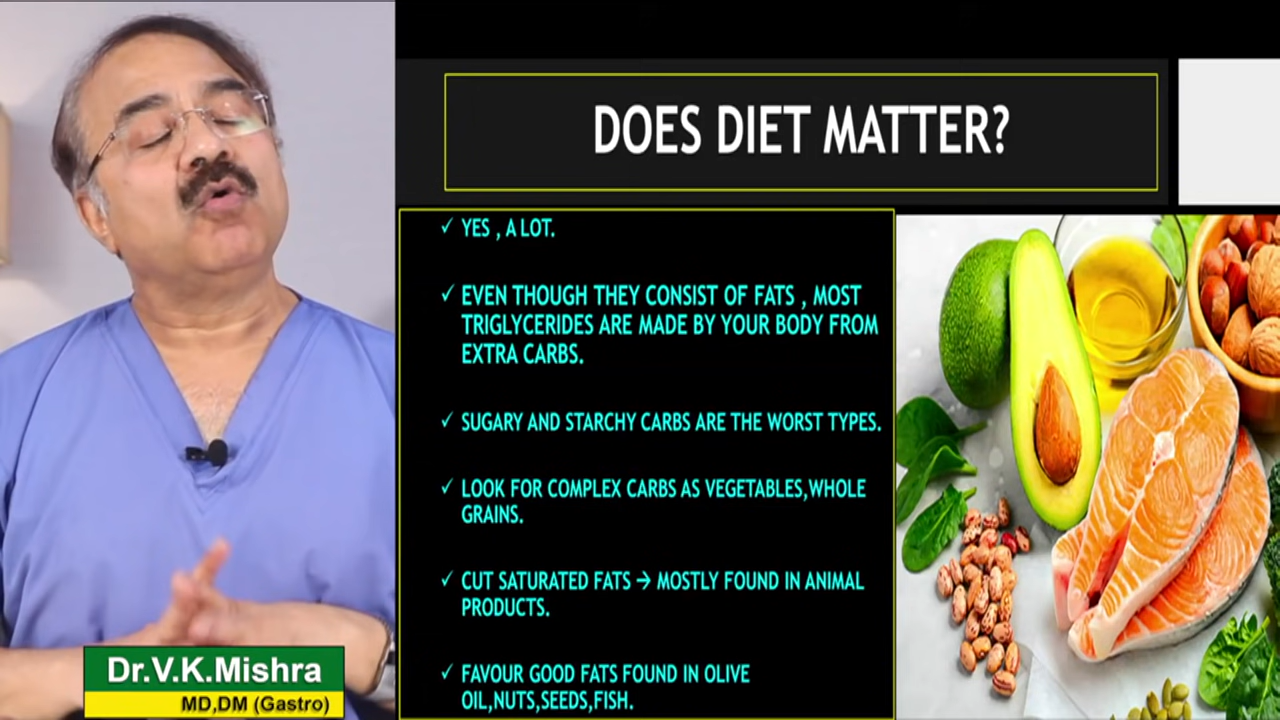 DOES DIET MATTER?
✓ YES , A LOT.
✓ EVEN THOUGH THEY CONSIST OF FATS , MOST
TRIGLYCERIDES ARE MADE BY YOUR BODY FROM
EXTRA CARBS.
✓ SUGARY AND STARCHY CARBS ARE THE WORST TYPES.
✓ LOOK FOR COMPLEX CARBS AS VEGETABLES,WHOLE
GRAINS.
✓ CUT SATURATED FATS → MOSTLY FOUND IN ANIMAL
PRODUCTS.
✓ FAVOUR GOOD FATS FOUND IN OLIVE
OIL,NUTS,SEEDS,FISH.
Dr.V.K.Mishra
MD,DM (Gastro)